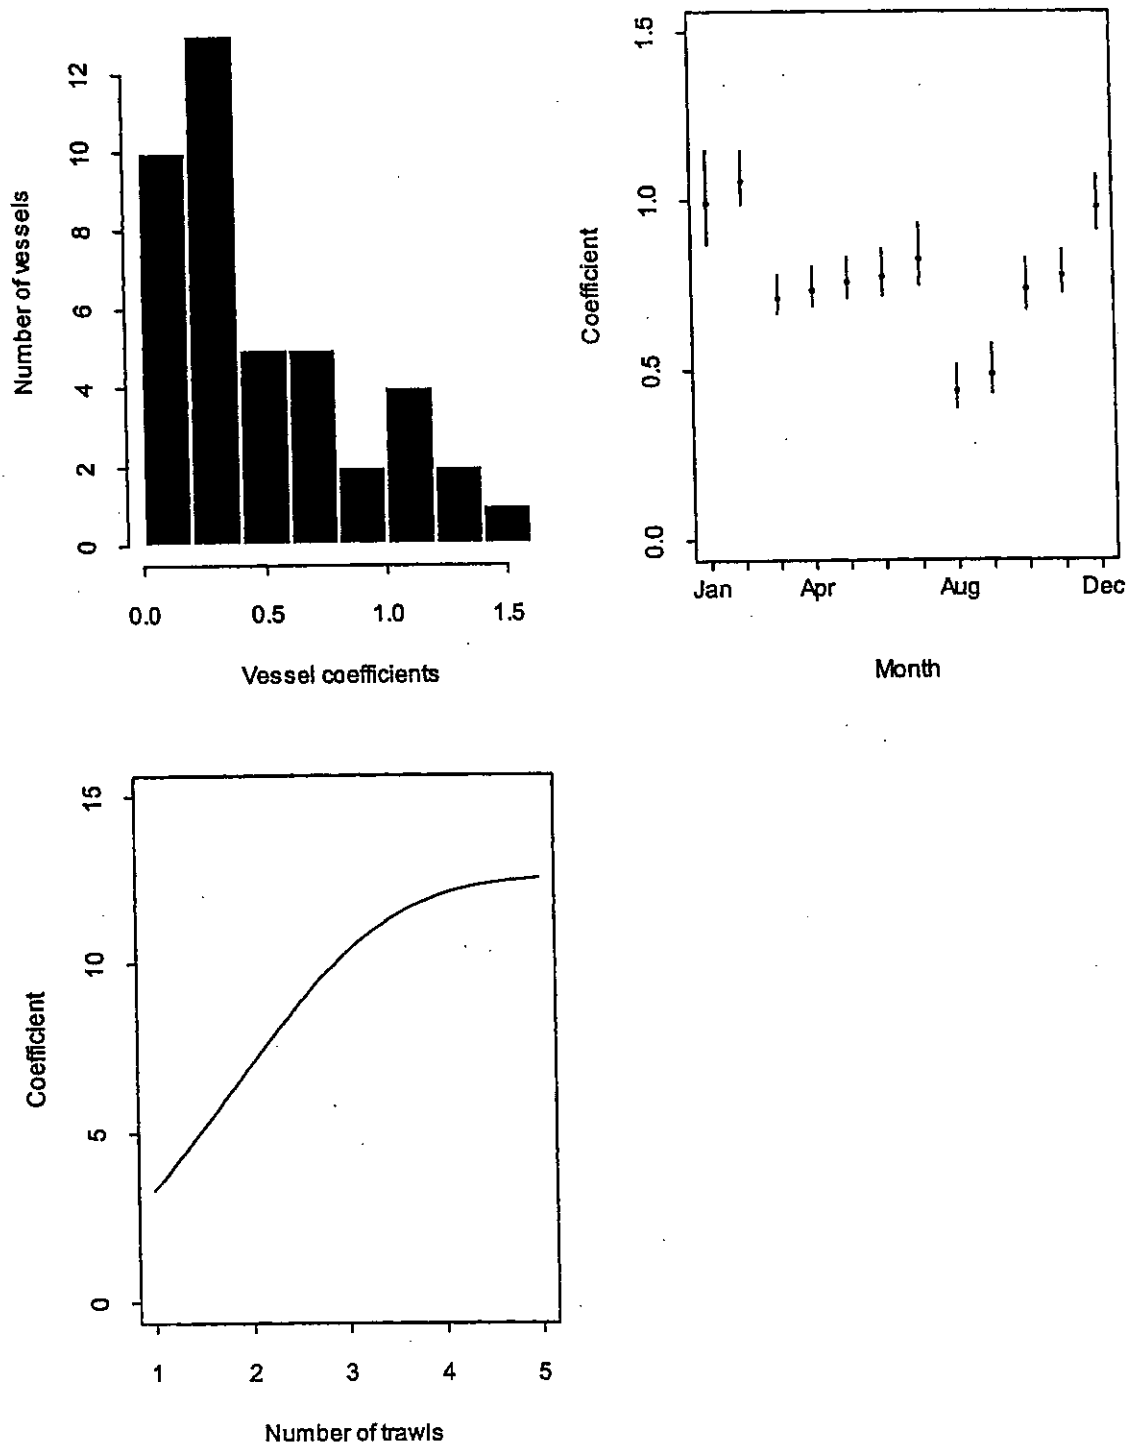 Number of vessels
12
10
8
6
4
2
0
0.0 0.5 1.0 1.5
Vessel coefficients
Coefficient
1.5
1.0
0.5
0.0
Jan Apr Aug Dec
Month
Coefficient
15
10
5
0
1 2 3 4 5
Number of trawls